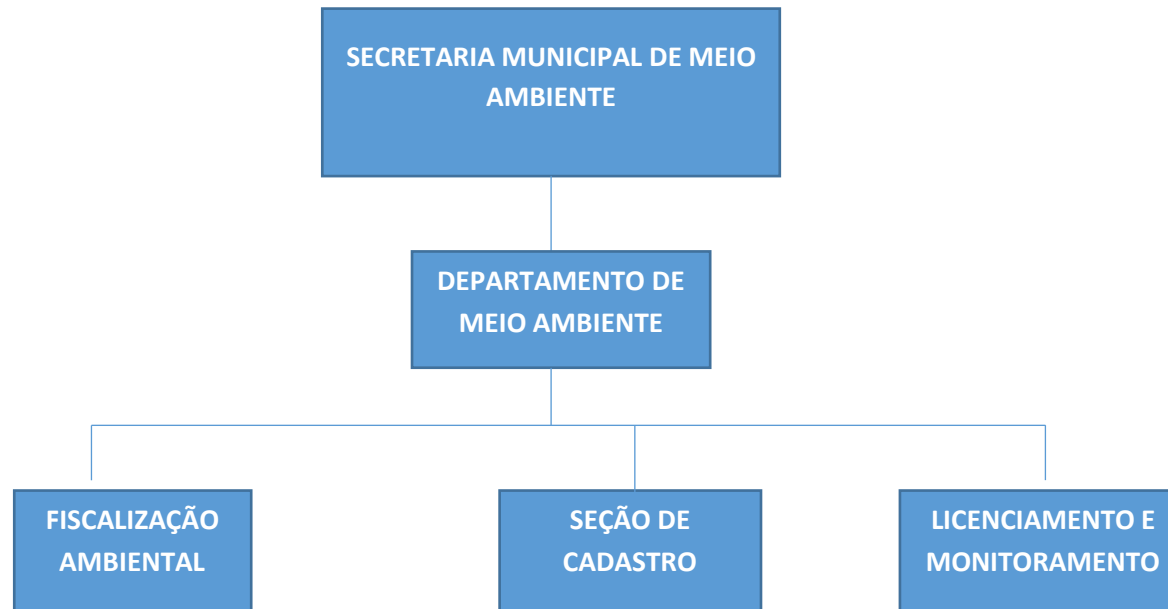 SECRETARIA MUNICIPAL DE MEIO
AMBIENTE
DEPARTAMENTO DE
MEIO AMBIENTE
FISCALIZAÇÃO
AMBIENTAL
SEÇÃO DE
CADASTRO
LICENCIAMENTO E
MONITORAMENTO